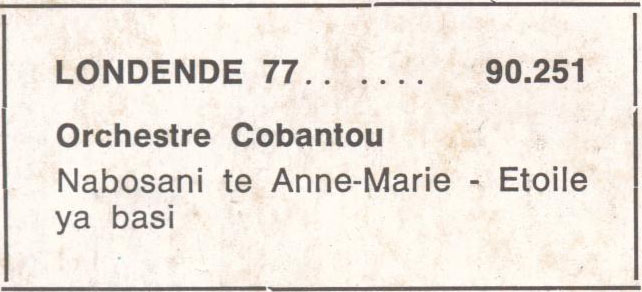 LONDENDE 77.. .... 90.251
Orchestre Cobantou
Nabosani te Anne-Marie - Etoile
ya basi